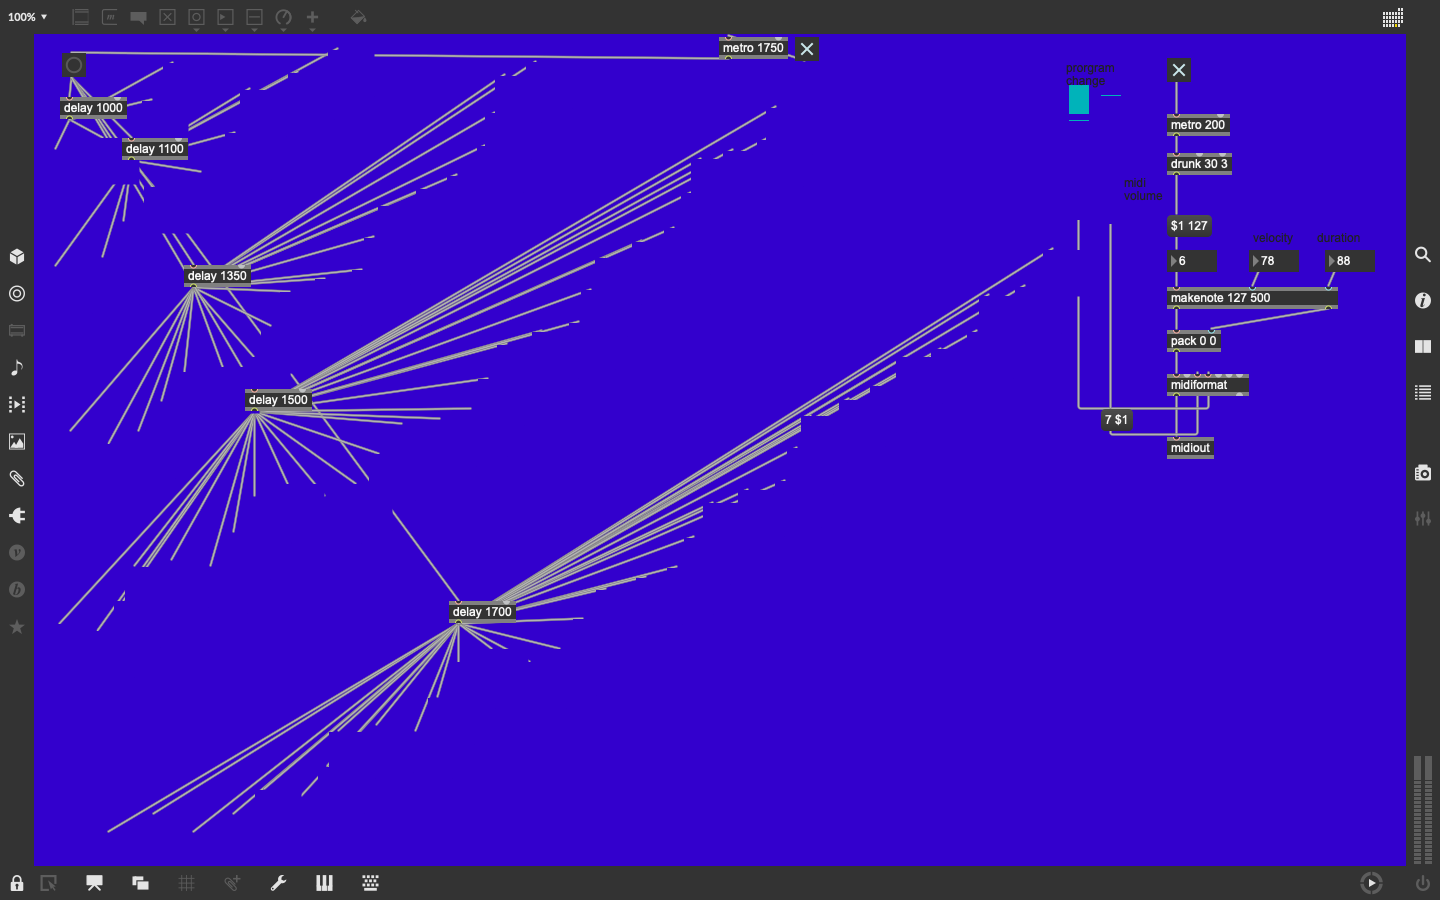 100%
metro 1750
program
change
delay 1000
metro 200
delay 1100
drunk 30 3
midi
volume
$1 127
velocity
duration
6
78
88
delay 1350
makenote 127 500
pack 0 0
midiformat
delay 1500
7 $1
midiout
delay 1700